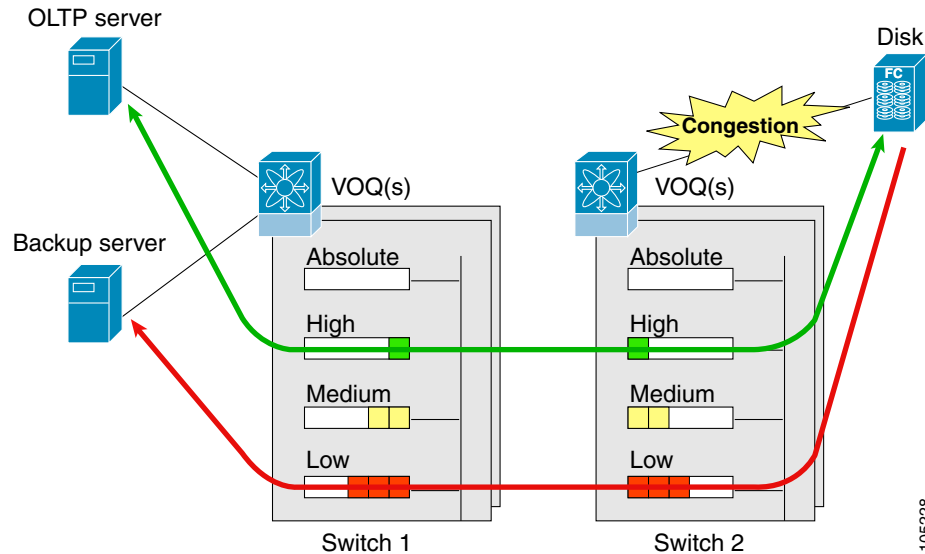 OLTP server
Disk
FC
Congestion
VOQ(s)
VOQ(s)
Backup server
Absolute
Absolute
High
High
Medium
Medium
Low
Low
Switch 1
Switch 2
105228